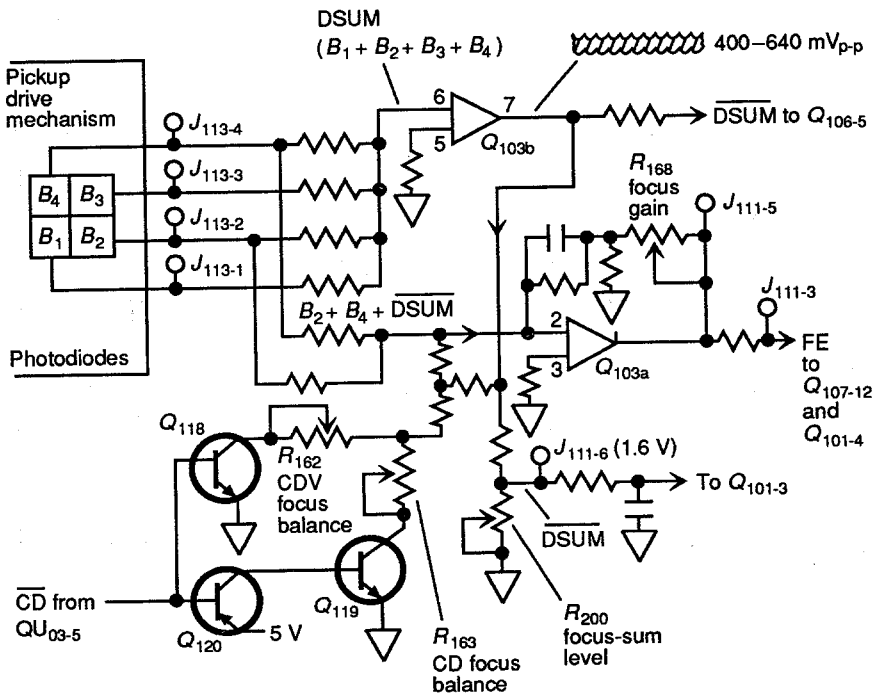 DSUM
(B₁ + B₂ + B₃ + B₄)
400–640 mVp-p
Pickup
drive
mechanism
J113-4
6
7
5
Q103b
DSUM to Q106-5
J113-3
R168
focus
gain
B₄ B₃
J113-2
J111-5
B₁ B₂
J113-1
J111-3
B₂ + B₄ + DSUM
2
3
Q103a
Photodiodes
FE
to
Q107-12
and
Q101-4
Q118
R162
CDV
focus
balance
J111-6 (1.6 V)
To Q101-3
DSUM
CD from
QU03-5
Q120
5 V
Q119
R163
CD focus
balance
R200
focus-sum
level